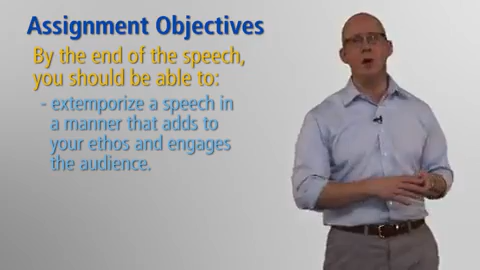 Assignment Objectives
By the end of the speech,
you should be able to:
- extemporize a speech in
a manner that adds to
your ethos and engages
the audience.